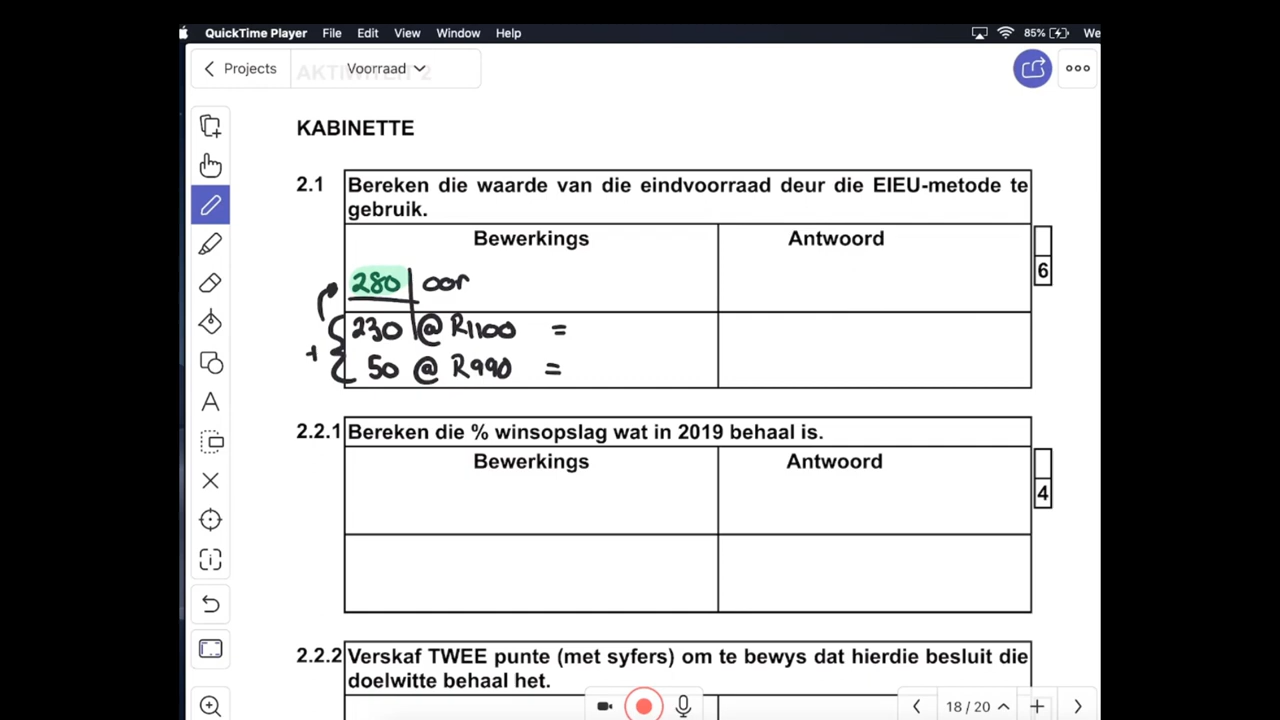 QuickTime Player File Edit View Window Help 85% We
Projects AKTIWITEIT 2 Voorraad
KABINETTE
2.1 Bereken die waarde van die eindvoorraad deur die EIEU-metode te
gebruik.
Bewerkings Antwoord
6
280 oor
230 @ R1100 =
+ 50 @ R990 =
2.2.1 Bereken die % winsopslag wat in 2019 behaal is.
Bewerkings Antwoord
4
2.2.2 Verskaf TWEE punte (met syfers) om te bewys dat hierdie besluit die
doelwitte behaal het.
18 / 20